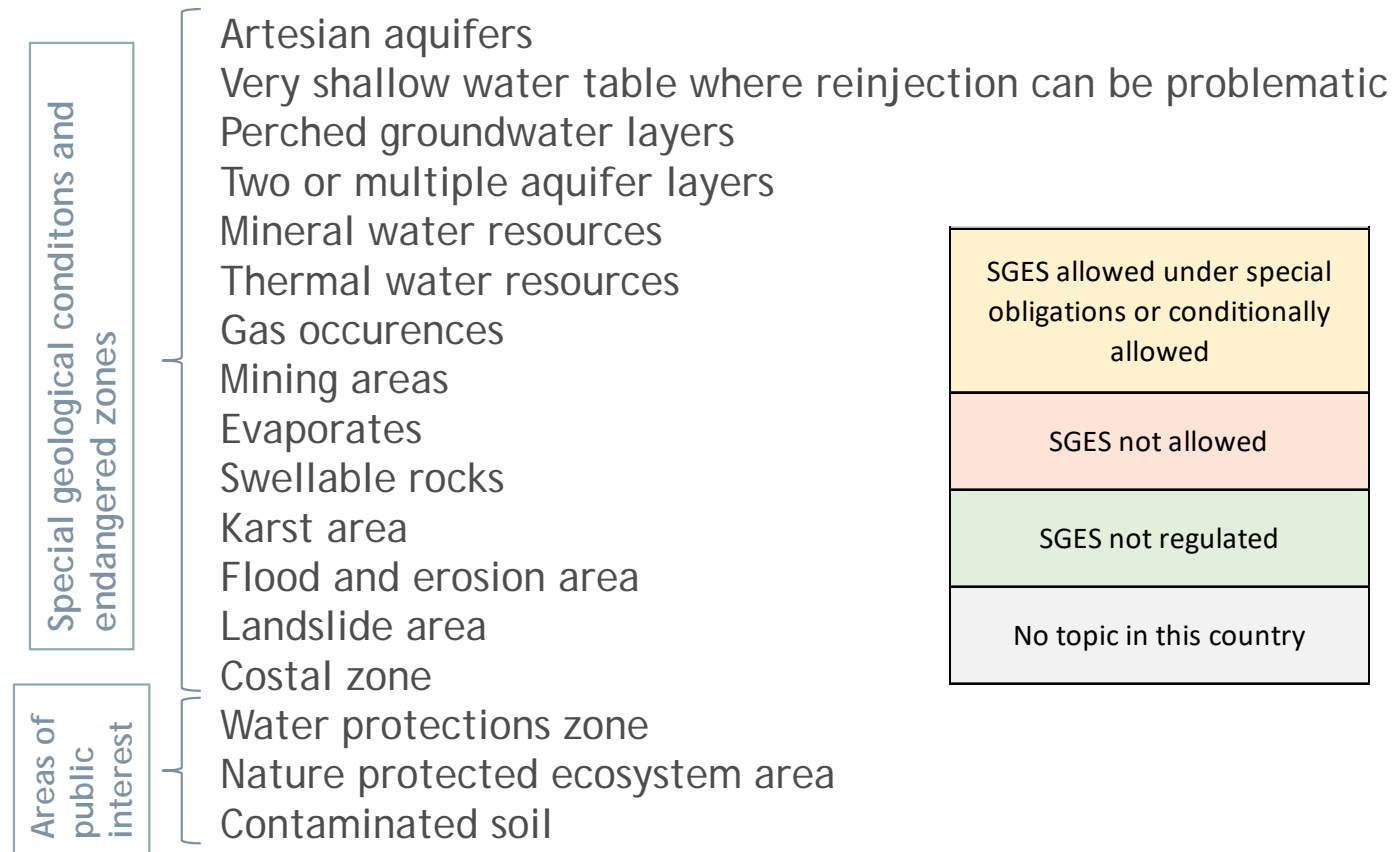 Special geological conditons and
endangered zones
Artesian aquifers
Very shallow water table where reinjection can be problematic
Perched groundwater layers
Two or multiple aquifer layers
Mineral water resources
Thermal water resources
Gas occurences
Mining areas
Evaporates
Swellable rocks
Karst area
Flood and erosion area
Landslide area
Costal zone
Areas of
public
interest
Water protections zone
Nature protected ecosystem area
Contaminated soil
SGES allowed under special
obligations or conditionally
allowed
SGES not allowed
SGES not regulated
No topic in this country